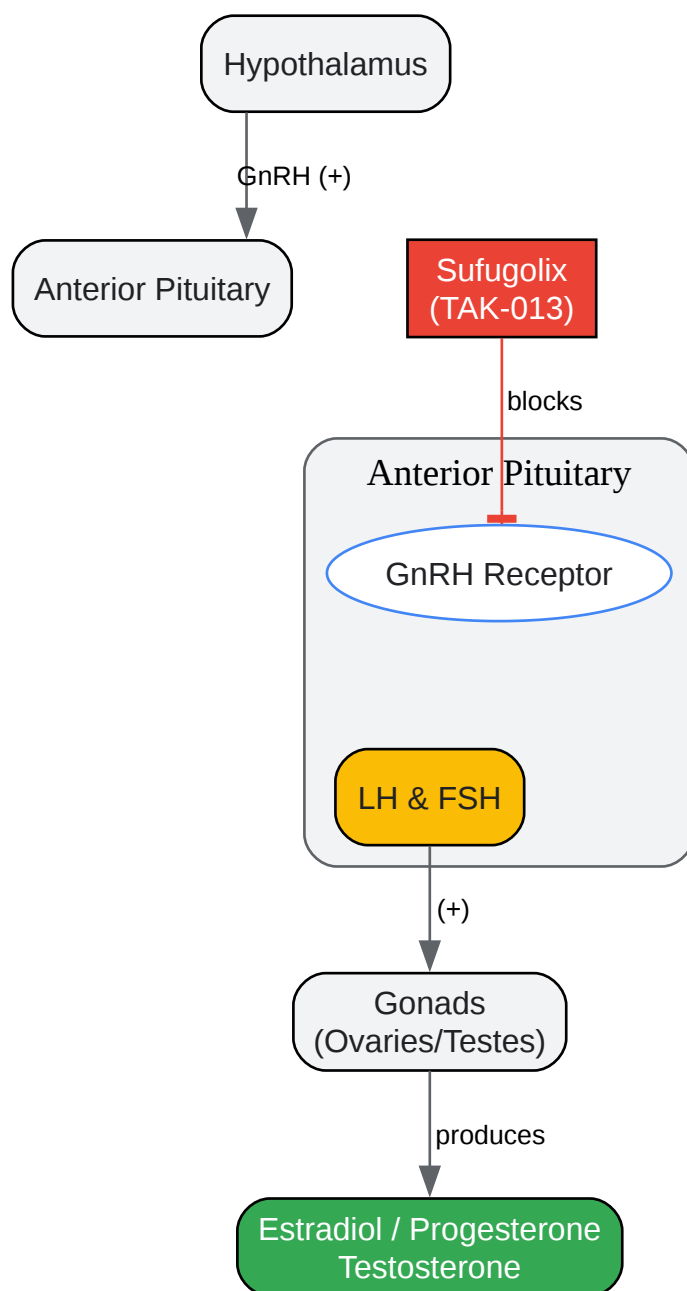 Hypothalamus
GnRH (+)
Anterior Pituitary
Sufugolix
(TAK-013)
blocks
Anterior Pituitary
GnRH Receptor
LH & FSH
(+)
Gonads
(Ovaries/Testes)
produces
Estradiol / Progesterone
Testosterone